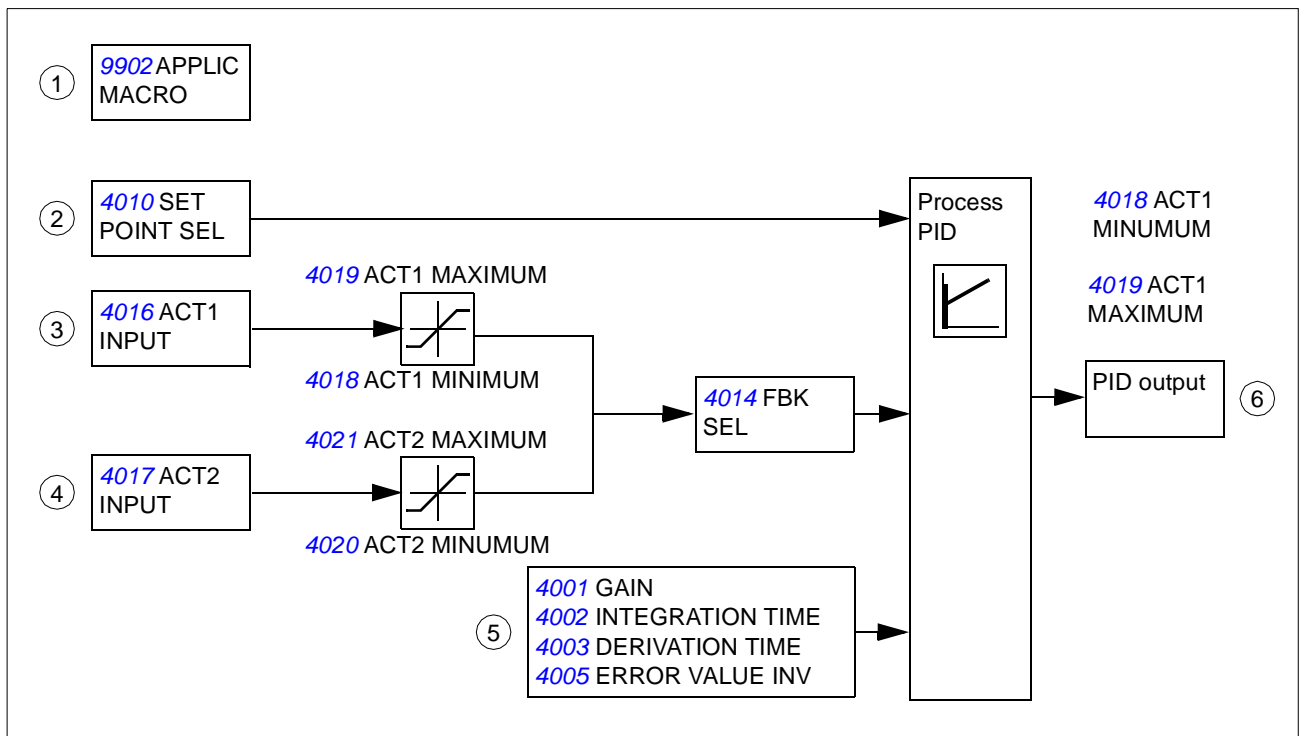 1
9902 APPLIC
MACRO
2
4010 SET
POINT SEL
Process
PID
4018 ACT1
MINUMUM
4019 ACT1
MAXIMUM
4019 ACT1 MAXIMUM
3
4016 ACT1
INPUT
4018 ACT1 MINIMUM
4014 FBK
SEL
PID output
6
4021 ACT2 MAXIMUM
4
4017 ACT2
INPUT
4020 ACT2 MINUMUM
5
4001 GAIN
4002 INTEGRATION TIME
4003 DERIVATION TIME
4005 ERROR VALUE INV